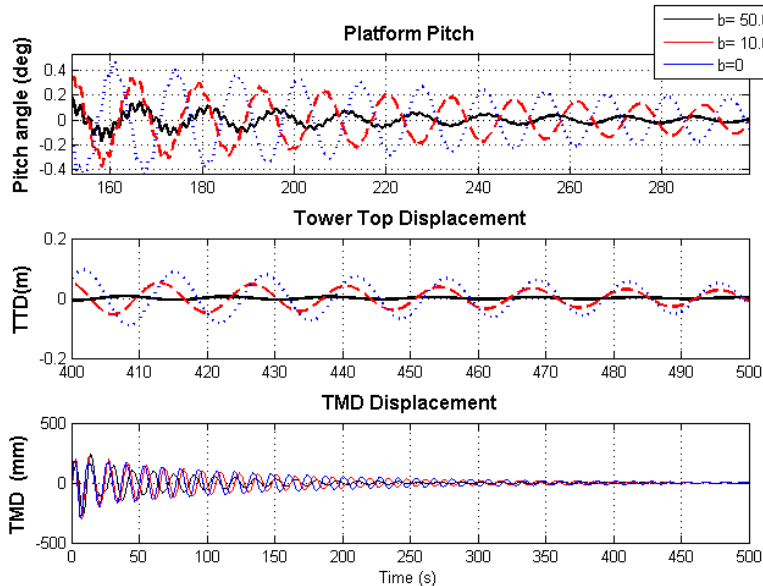 Platform Pitch
b= 50.
b= 10.
b=0
Pitch angle (deg)
0.4
0.2
0
-0.2
-0.4
160 180 200 220 240 260 280
Tower Top Displacement
TTD(m)
0.2
0
-0.2
400 410 420 430 440 450 460 470 480 490 500
TMD Displacement
TMD (mm)
500
0
-500
0 50 100 150 200 250 300 350 400 450 500
Time (s)